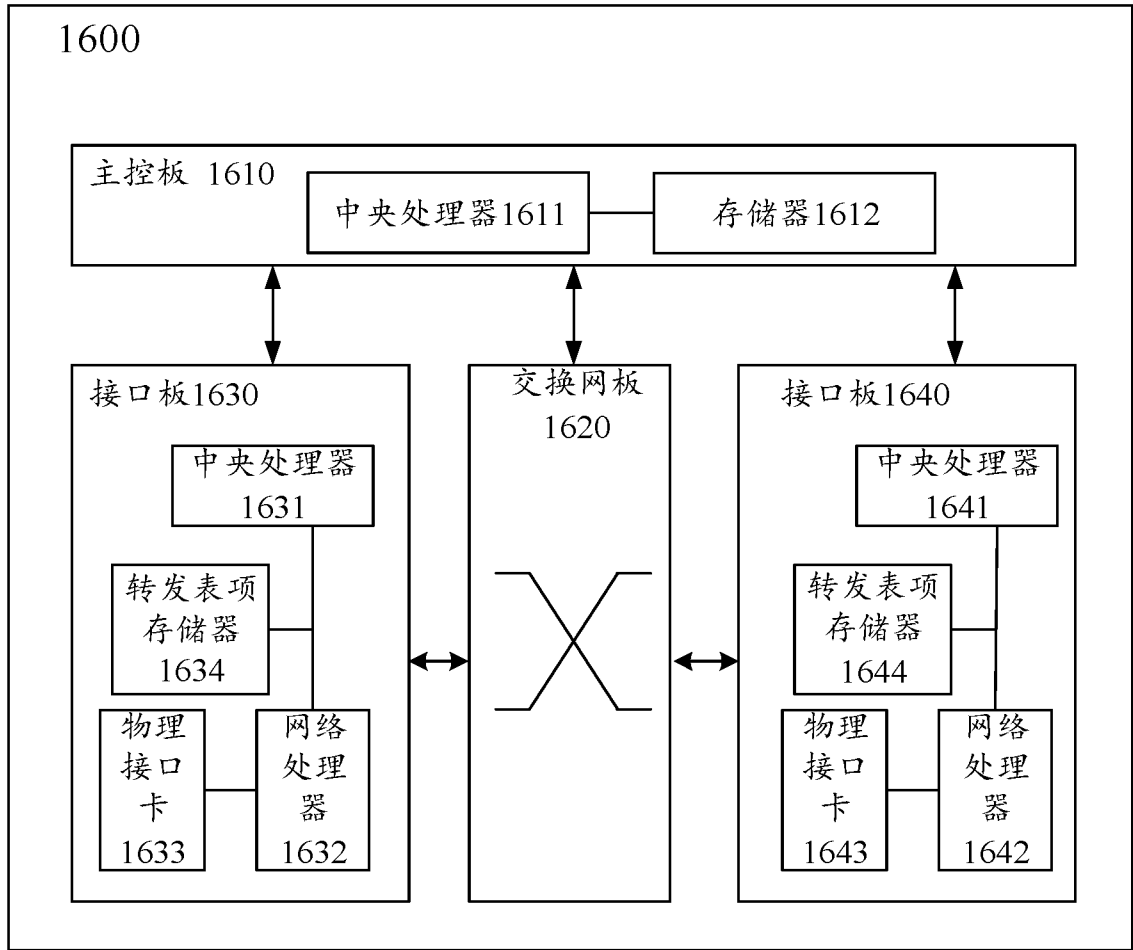 1600
主控板 1610
中央处理器1611
存储器1612
接口板1630
中央处理器
1631
转发表项
存储器
1634
物理
接口
卡
1633
网络
处理
器
1632
交换网板
1620
接口板1640
中央处理器
1641
转发表项
存储器
1644
物理
接口
卡
1643
网络
处理
器
1642